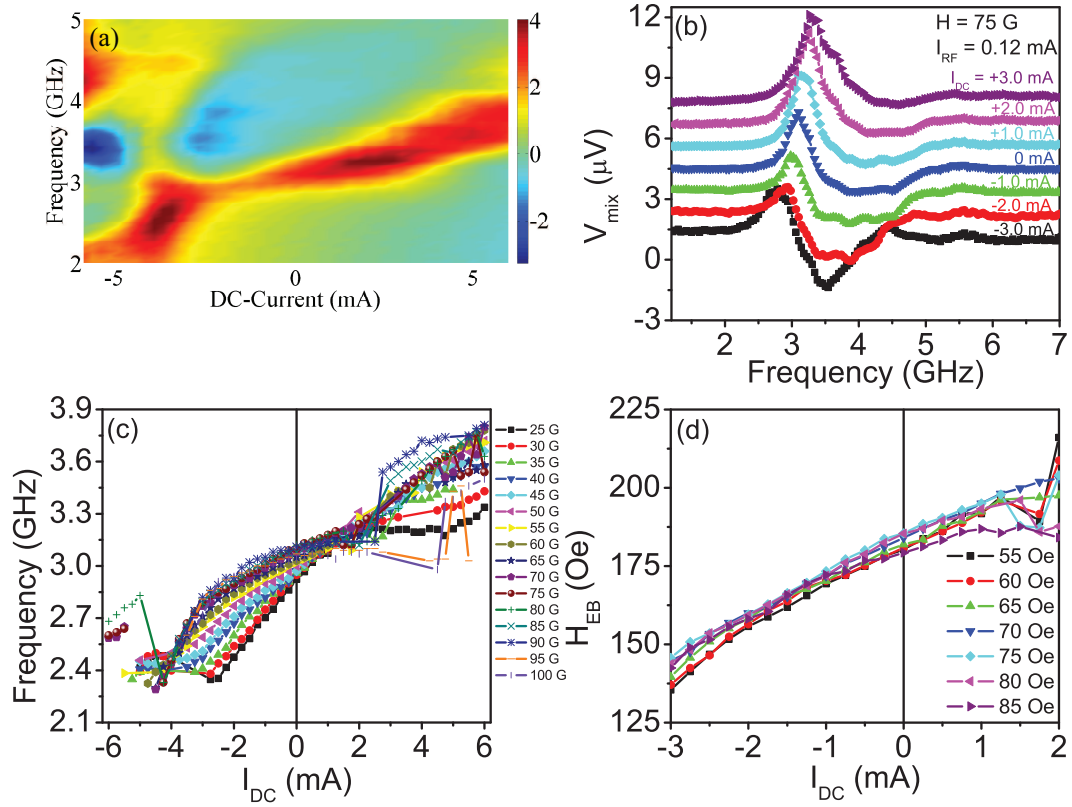 (a)
5
4
3
2
Frequency (GHz)
-5
0
5
DC-Current (mA)
4
2
0
-2
(b)
H = 75 G
I_RF = 0.12 mA
I_DC = +3.0 mA
+2.0 mA
+1.0 mA
0 mA
-1.0 mA
-2.0 mA
-3.0 mA
12
9
6
3
0
-3
V_mix (μV)
2 3 4 5 6 7
Frequency (GHz)
(c)
3.9
3.6
3.3
3.0
2.7
2.4
2.1
Frequency (GHz)
-6 -4 -2 0 2 4 6
I_DC (mA)
25 G
30 G
35 G
40 G
45 G
50 G
55 G
60 G
65 G
70 G
75 G
80 G
85 G
90 G
95 G
100 G
(d)
225
200
175
150
125
H_EB (Oe)
-3 -2 -1 0 1 2
I_DC (mA)
55 Oe
60 Oe
65 Oe
70 Oe
75 Oe
80 Oe
85 Oe